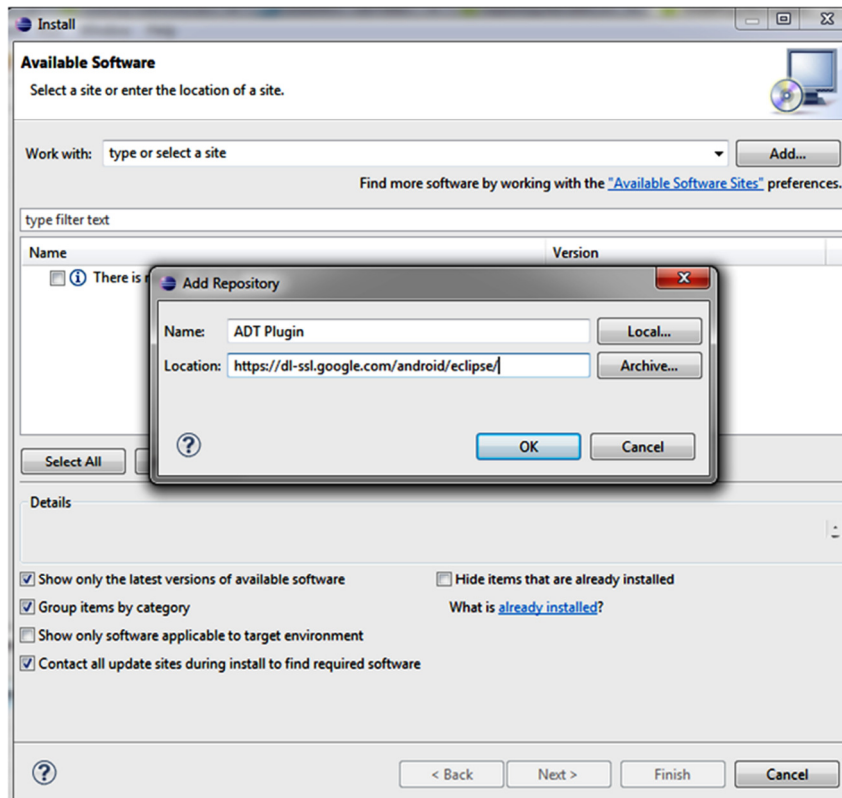 Install
Available Software
Select a site or enter the location of a site.
Work with: type or select a site Add...
Find more software by working with the "Available Software Sites" preferences.
type filter text
Name Version
There is
Add Repository
Name: ADT Plugin Local...
Location: https://dl-ssl.google.com/android/eclipse/ Archive...
OK Cancel
Select All
Details
Show only the latest versions of available software Hide items that are already installed
Group items by category What is already installed?
Show only software applicable to target environment
Contact all update sites during install to find required software
< Back Next > Finish Cancel